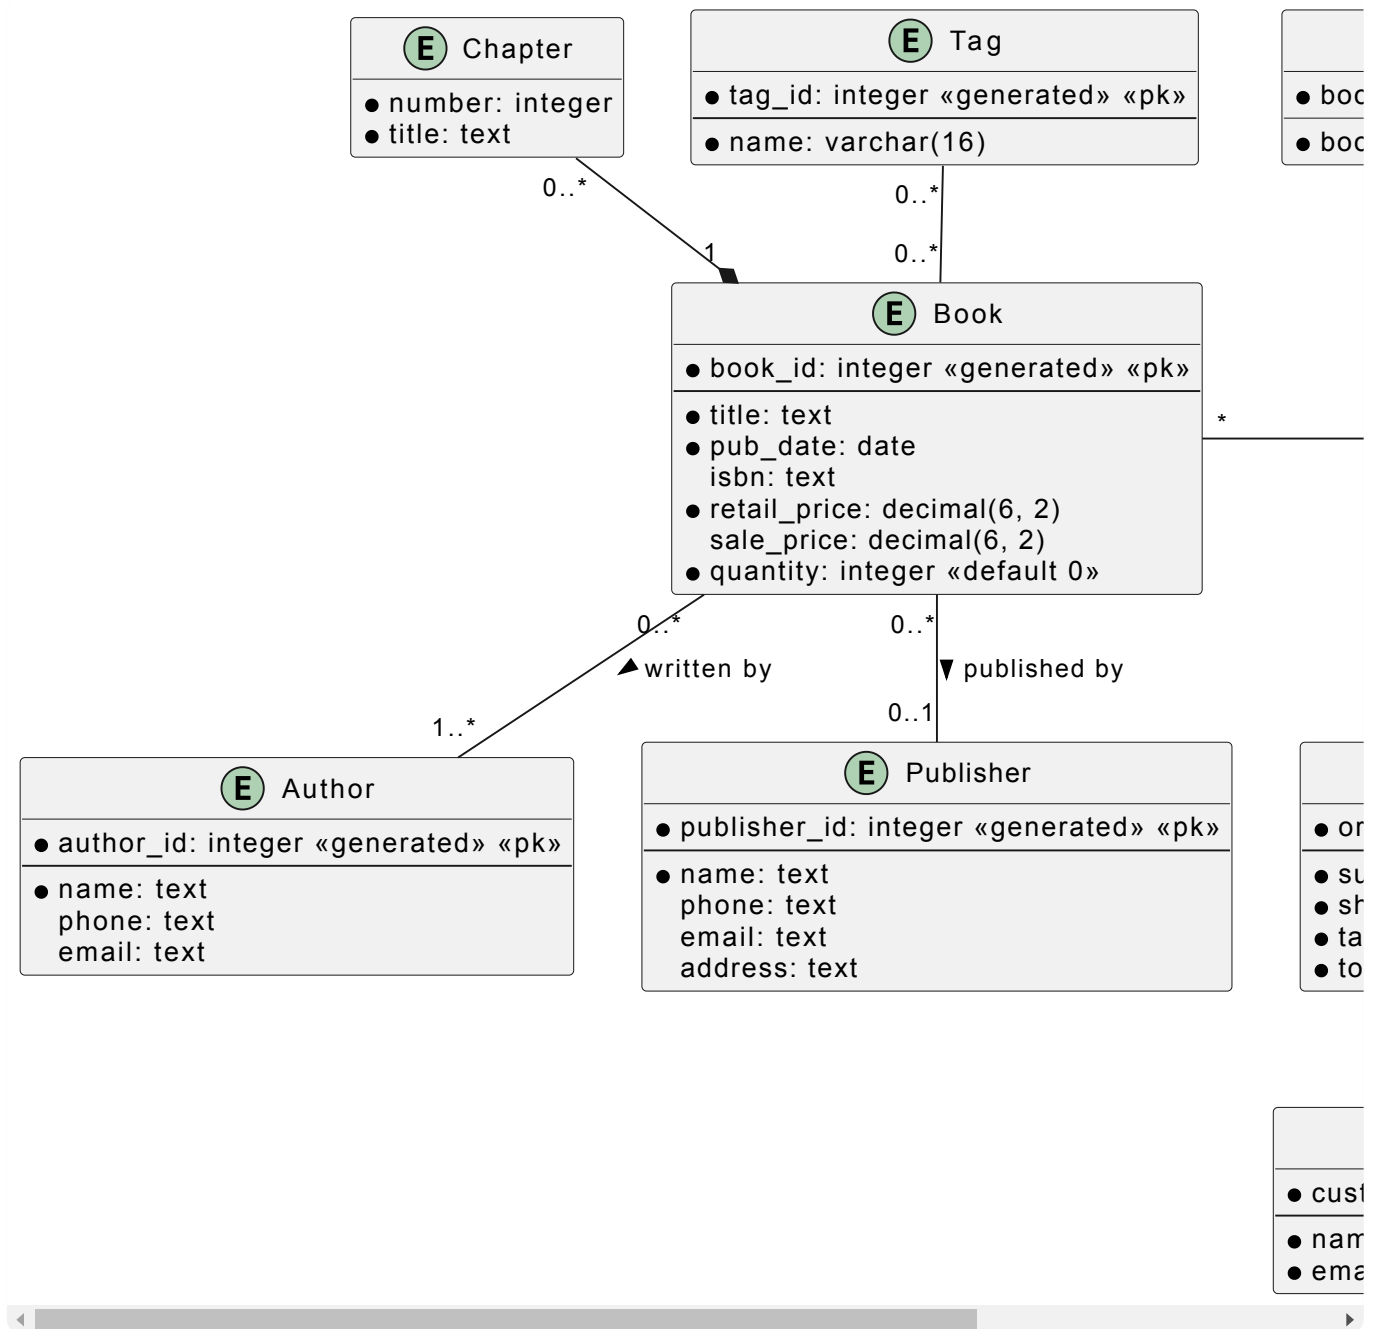 E Chapter
number: integer
title: text
E Tag
tag_id: integer «generated» «pk»
name: varchar(16)
0..*
1
0..*
0..*
E Book
book_id: integer «generated» «pk»
title: text
pub_date: date
isbn: text
retail_price: decimal(6, 2)
sale_price: decimal(6, 2)
quantity: integer «default 0»
*
0..*
written by
1..*
0..*
published by
0..1
E Author
author_id: integer «generated» «pk»
name: text
phone: text
email: text
E Publisher
publisher_id: integer «generated» «pk»
name: text
phone: text
email: text
address: text